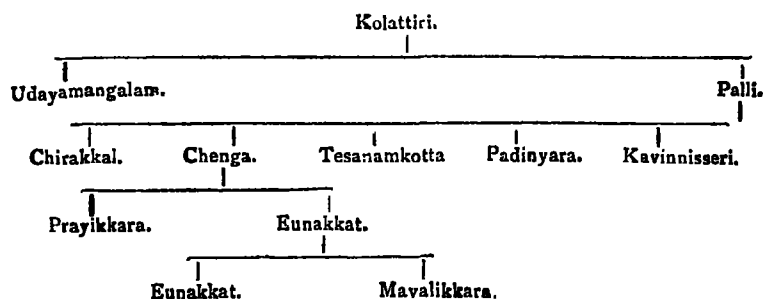 Kolattiri.
Udayamangalam. Palli.
Chirakkal. Chenga. Tesanamkotta Padinyara. Kavinnisseri.
Prayikkara. Eunakkat.
Eunakkat. Mavalikkara.